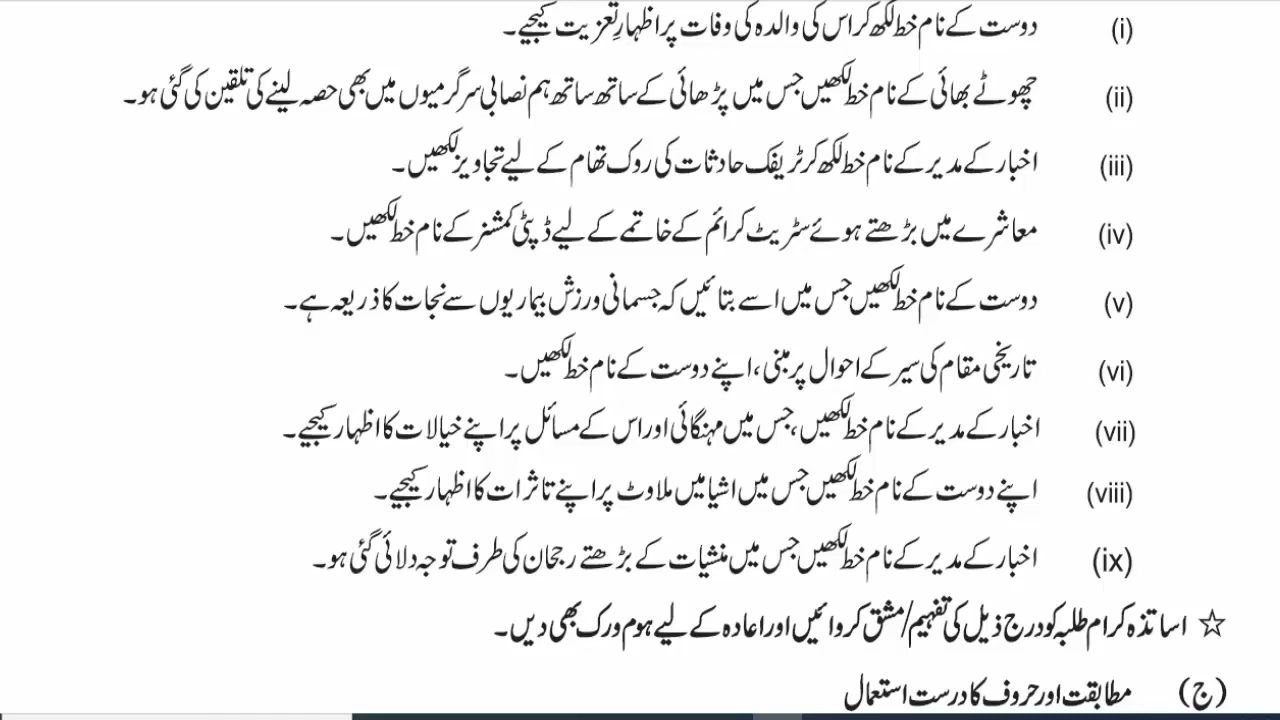 (i) دوست کے نام خط لکھ کر اس کی والدہ کی وفات پر اظہارِ تعزیت کیجیے۔
(ii) چھوٹے بھائی کے نام خط لکھیں جس میں پڑھائی کے ساتھ ساتھ ہم نصابی سرگرمیوں میں بھی حصہ لینے کی تلقین کی گئی ہو۔
(iii) اخبار کے مدیر کے نام خط لکھ کر ٹریفک حادثات کی روک تھام کے لیے تجاویز لکھیں۔
(iv) معاشرے میں بڑھتے ہوئے سٹریٹ کرائم کے خاتمے کے لیے ڈپٹی کمشنر کے نام خط لکھیں۔
(v) دوست کے نام خط لکھیں جس میں اسے بتائیں کہ جسمانی ورزش بیماریوں سے نجات کا ذریعہ ہے۔
(vi) تاریخی مقام کی سیر کے احوال پر مبنی، اپنے دوست کے نام خط لکھیں۔
(vii) اخبار کے مدیر کے نام خط لکھیں، جس میں مہنگائی اور اس کے مسائل پر اپنے خیالات کا اظہار کیجیے۔
(viii) اپنے دوست کے نام خط لکھیں جس میں اشیا میں ملاوٹ پر اپنے تاثرات کا اظہار کیجیے۔
(ix) اخبار کے مدیر کے نام خط لکھیں جس میں منشیات کے بڑھتے رجحان کی طرف توجہ دلائی گئی ہو۔
☆ اساتذہ کرام طلبہ کو درج ذیل کی تفہیم/مشق کروائیں اور اعادہ کے لیے ہوم ورک بھی دیں۔
(ج) مطابقت اور حروف کا درست استعمال